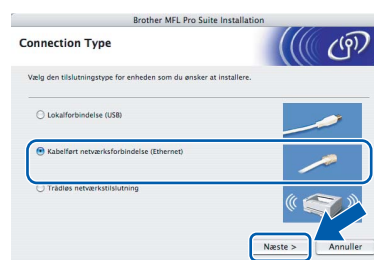 Brother MFL Pro Suite Installation
Connection Type
Vælg den tilslutningstype for enheden som du ønsker at installere.
Lokalforbindelse (USB)
Kabelført netværksforbindelse (Ethernet)
Trådløs netværkstilslutning
Næste > Annuller